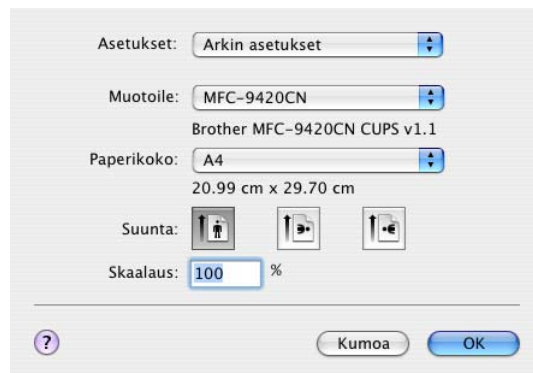 Asetukset: Arkin asetukset
Muotoile: MFC-9420CN
Brother MFC-9420CN CUPS v1.1
Paperikoko: A4
20.99 cm x 29.70 cm
Suunta:
Skaalaus: 100 %
? Kumoa OK